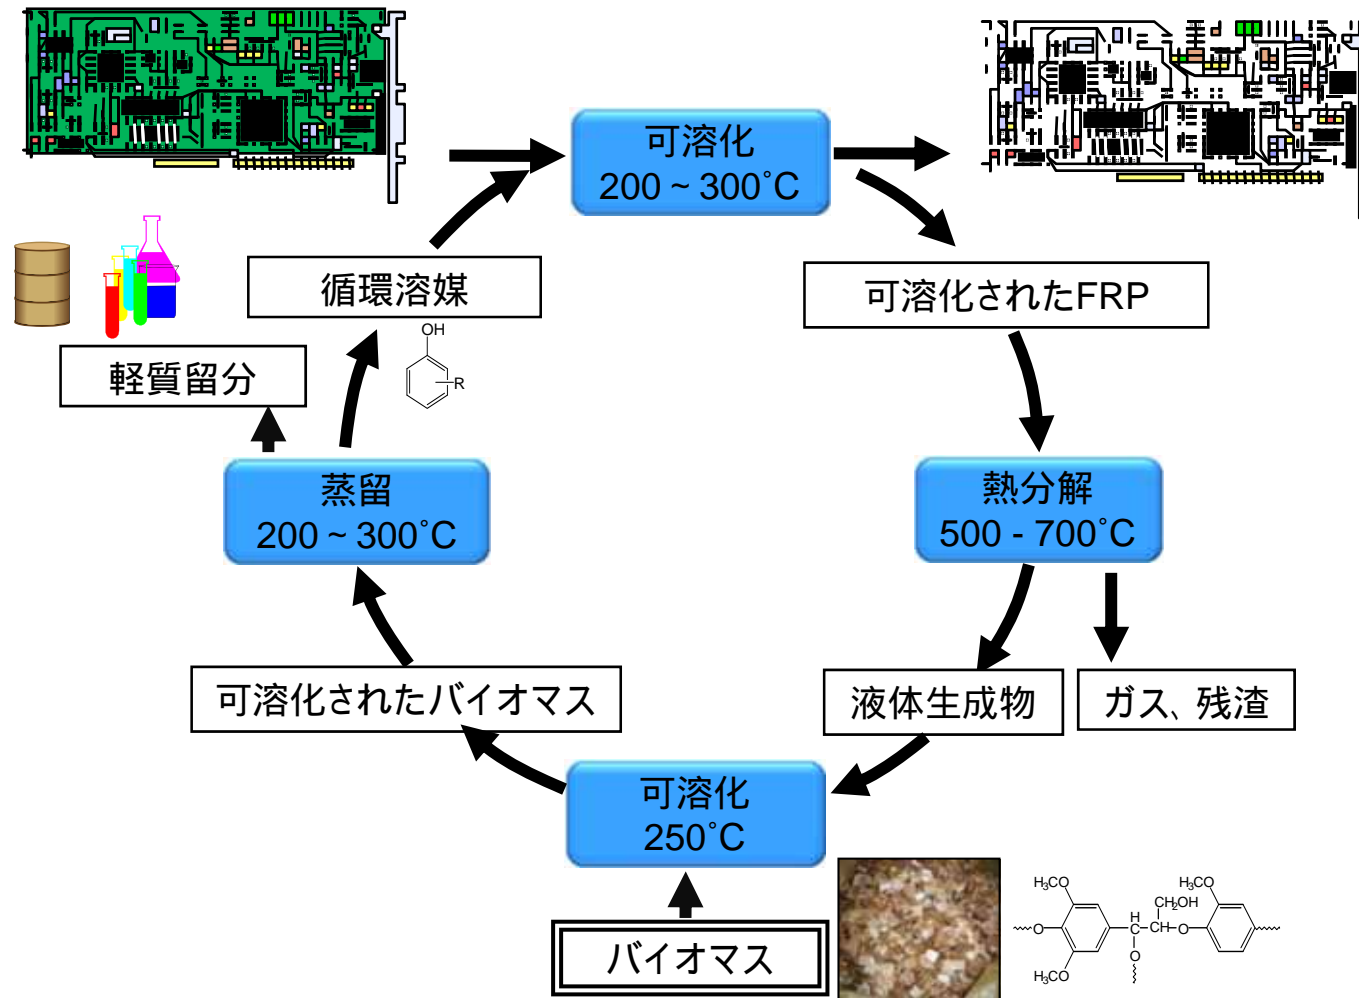 可溶化
200 ~ 300°C
循環溶媒
可溶化されたFRP
OH
R
軽質留分
蒸留
200 ~ 300°C
熱分解
500 - 700°C
可溶化されたバイオマス
液体生成物
ガス、残渣
可溶化
250°C
バイオマス
H₃CO
H₃CO
CH₂OH
O
H
C
CH
O
O
H₃CO